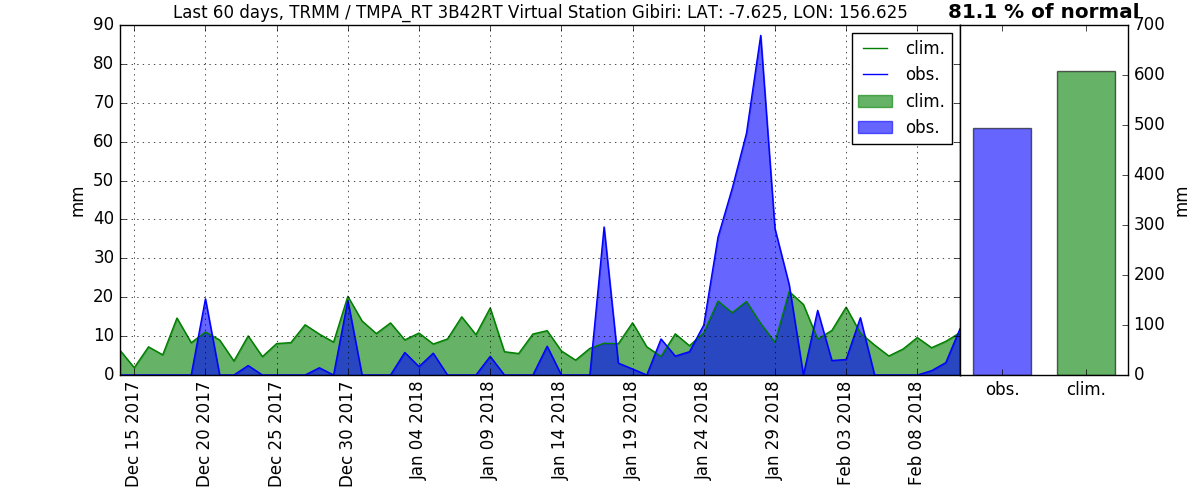 Last 60 days, TRMM / TMPA_RT 3B42RT Virtual Station Gibiri: LAT: -7.625, LON: 156.625
81.1 % of normal
90
80
70
60
50
40
30
20
10
0
mm
clim.
obs.
clim.
obs.
Dec 15 2017
Dec 20 2017
Dec 25 2017
Dec 30 2017
Jan 04 2018
Jan 09 2018
Jan 14 2018
Jan 19 2018
Jan 24 2018
Jan 29 2018
Feb 03 2018
Feb 08 2018
700
600
500
400
300
200
100
0
mm
obs.
clim.